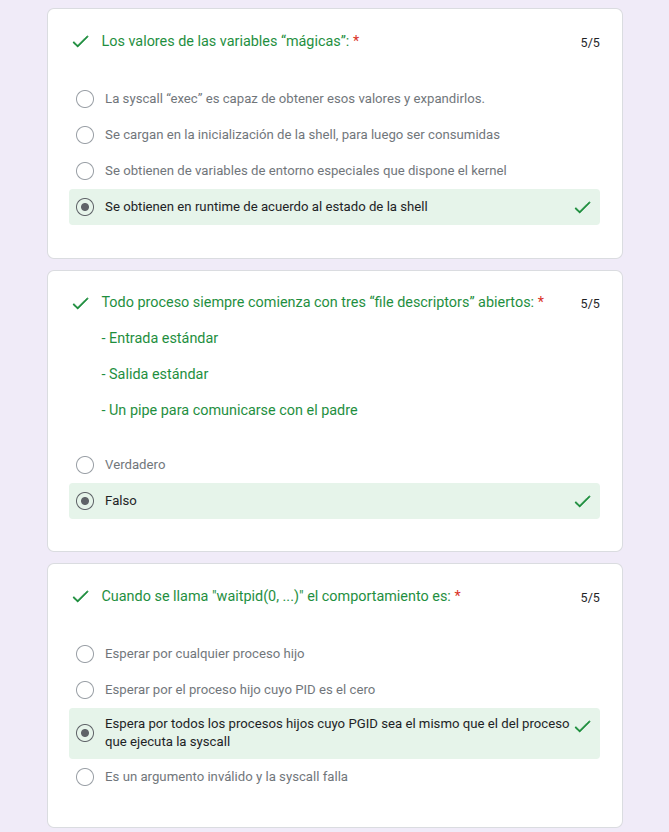 Los valores de las variables “mágicas”: *
5/5
La syscall “exec” es capaz de obtener esos valores y expandirlos.
Se cargan en la inicialización de la shell, para luego ser consumidas
Se obtienen de variables de entorno especiales que dispone el kernel
Se obtienen en runtime de acuerdo al estado de la shell
Todo proceso siempre comienza con tres “file descriptors” abiertos: *
5/5
- Entrada estándar
- Salida estándar
- Un pipe para comunicarse con el padre
Verdadero
Falso
Cuando se llama "waitpid(0, ...)" el comportamiento es: *
5/5
Esperar por cualquier proceso hijo
Esperar por el proceso hijo cuyo PID es el cero
Espera por todos los procesos hijos cuyo PGID sea el mismo que el del proceso
que ejecuta la syscall
Es un argumento inválido y la syscall falla